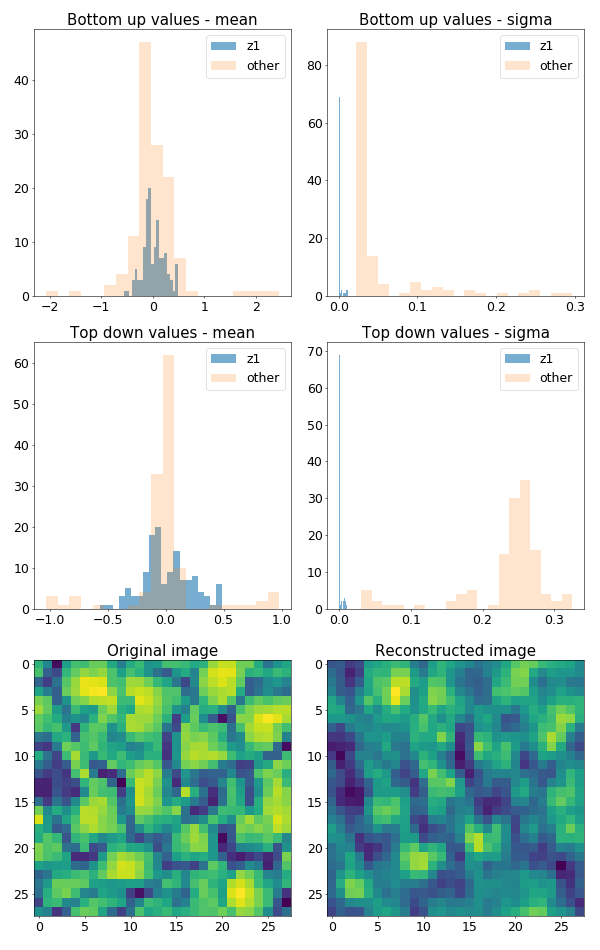 Bottom up values - mean
z1
other
40
30
20
10
0
−2 −1 0 1 2
Bottom up values - sigma
z1
other
80
60
40
20
0
0.0 0.1 0.2 0.3
Top down values - mean
z1
other
60
50
40
30
20
10
0
−1.0 −0.5 0.0 0.5 1.0
Top down values - sigma
z1
other
70
60
50
40
30
20
10
0
0.0 0.1 0.2 0.3
Original image
0
5
10
15
20
25
0 5 10 15 20 25
Reconstructed image
0
5
10
15
20
25
0 5 10 15 20 25